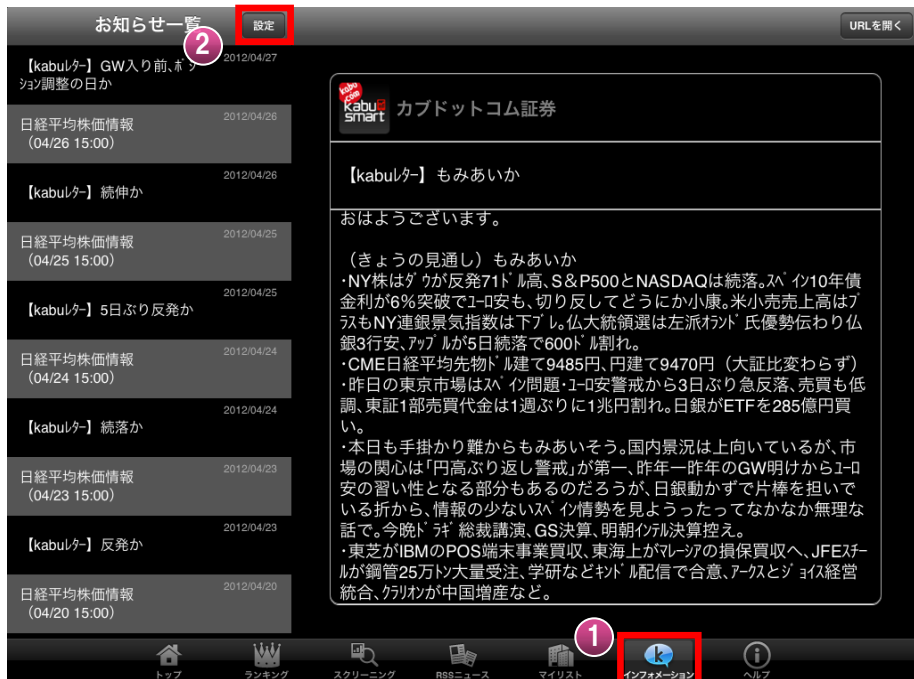 お知らせ一覧
設定
URLを開く
2
【kabuﾚﾀｰ】GW入り前､ﾎﾟｼﾞ
ｼｮﾝ調整の日か
2012/04/27
日経平均株価情報
（04/26 15:00）
2012/04/26
【kabuﾚﾀｰ】続伸か
2012/04/26
日経平均株価情報
（04/25 15:00）
2012/04/25
【kabuﾚﾀｰ】5日ぶり反発か
2012/04/25
日経平均株価情報
（04/24 15:00）
2012/04/24
【kabuﾚﾀｰ】続落か
2012/04/24
日経平均株価情報
（04/23 15:00）
2012/04/23
【kabuﾚﾀｰ】反発か
2012/04/23
日経平均株価情報
（04/20 15:00）
2012/04/20
kabu.com
kabu
smart
カブドットコム証券
【kabuﾚﾀｰ】もみあいか
おはようございます。
（きょうの見通し）もみあいか
･NY株はﾀﾞｳが反発71ﾄﾞﾙ高､S＆P500とNASDAQは続落｡ｽﾍﾟｲﾝ10年債
金利が6%突破でﾕｰﾛ安も､切り反してどうにか小康｡米小売売上高はﾌﾟ
ﾗｽもNY連銀景気指数は下ﾌﾞﾚ｡仏大統領選は左派ｵﾗﾝﾄﾞ氏優勢伝わり仏
銀3行安､ｱｯﾌﾟﾙが5日続落で600ﾄﾞﾙ割れ｡
･CME日経平均先物ﾄﾞﾙ建て9485円､円建て9470円（大証比変わらず）
･昨日の東京市場はｽﾍﾟｲﾝ問題･ﾕｰﾛ安警戒から3日ぶり急反落､売買も低
調､東証1部売買代金は1週ぶりに1兆円割れ｡日銀がETFを285億円買
い｡
･本日も手掛かり難からもみあいそう｡国内景況は上向いているが､市
場の関心は｢円高ぶり返し警戒｣が第一､昨年一昨年のGW明けからﾕｰﾛ
安の習い性となる部分もあるのだろうが､日銀動かずで片棒を担いで
いる折から､情報の少ないｽﾍﾟｲﾝ情勢を見ようったってなかなか無理な
話で｡今晩ﾄﾞﾗｷﾞ総裁講演､GS決算､明朝ｲﾝﾃﾙ決算控え｡
･東芝がIBMのPOS端末事業買収､東海上がﾏﾚｰｼｱの損保買収へ､JFEｽﾁｰ
ﾙが鋼管25万ﾄﾝ大量受注､学研などｷﾝﾄﾞﾙ配信で合意､ｱｰｸｽとｼﾞｮｲｽ経営
統合､ｸﾗﾘｵﾝが中国増産など｡
1
トップ
ランキング
スクリーニング
RSSニュース
マイリスト
インフォメーション
ヘルプ